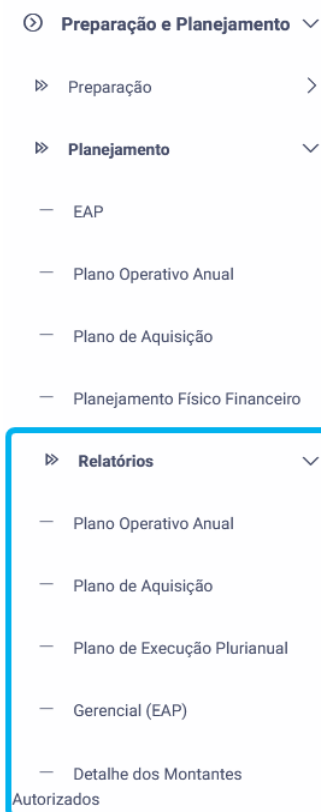 Preparação e Planejamento
Preparação
Planejamento
EAP
Plano Operativo Anual
Plano de Aquisição
Planejamento Físico Financeiro
Relatórios
Plano Operativo Anual
Plano de Aquisição
Plano de Execução Plurianual
Gerencial (EAP)
Detalhe dos Montantes
Autorizados